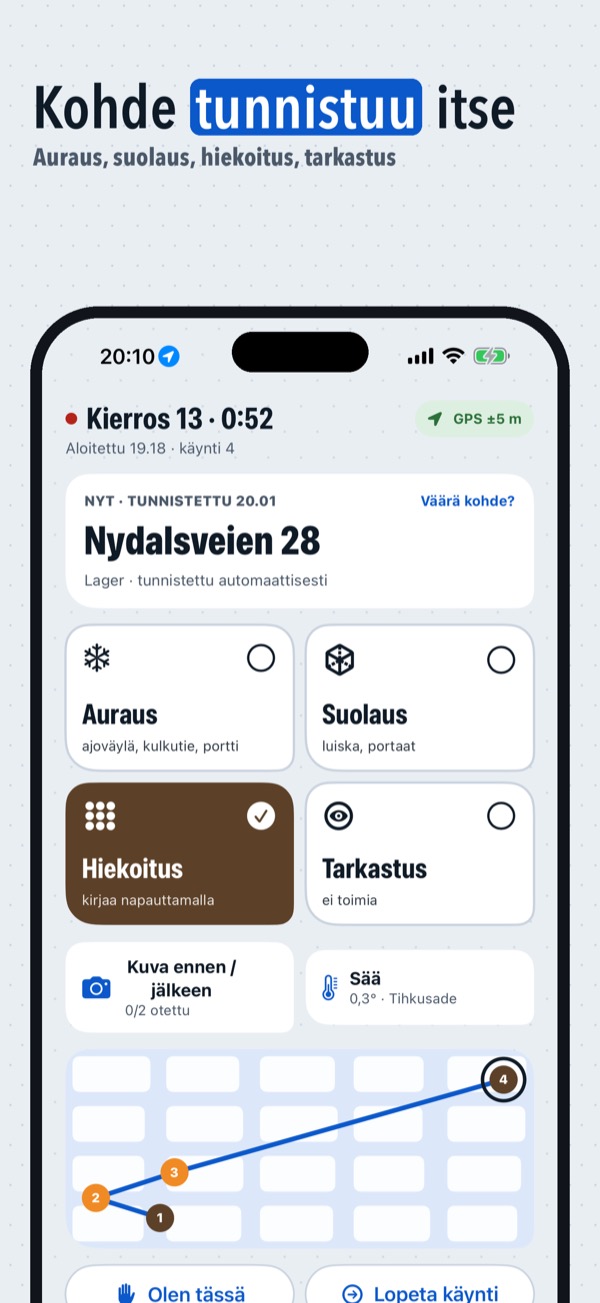 Kohde tunnistuu itse
Auraus, suolaus, hiekoitus, tarkastus
20:10
Kierros 13 · 0:52
GPS ±5 m
Aloitettu 19.18 · käynti 4
NYT · TUNNISTETTU 20.01
Väärä kohde?
Nydalsveien 28
Lager · tunnistettu automaattisesti
Auraus
ajoväylä, kulkutie, portti
Suolaus
luiska, portaat
Hiekoitus
kirjaa napauttamalla
Tarkastus
ei toimia
Kuva ennen /
jälkeen
0/2 otettu
Sää
0,3° · Tihkusade
4
3
2
1
Olen tässä
Lopeta käynti